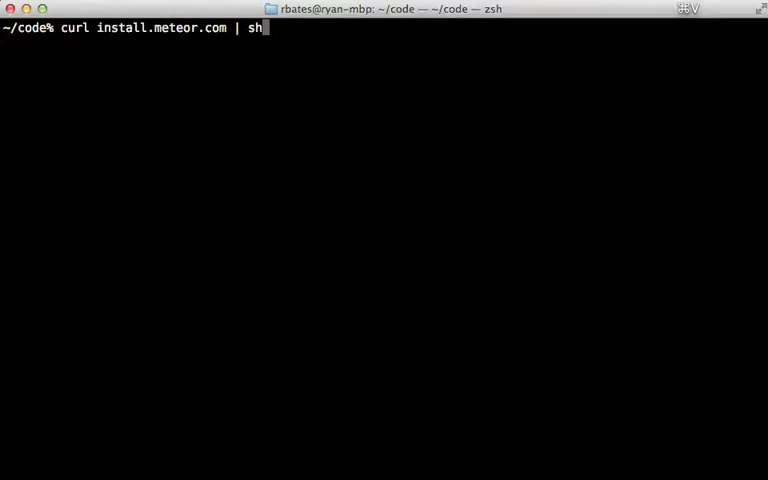 rbates@ryan-mbp: ~/code — ~/code — zsh
⌘V
~/code% curl install.meteor.com | sh